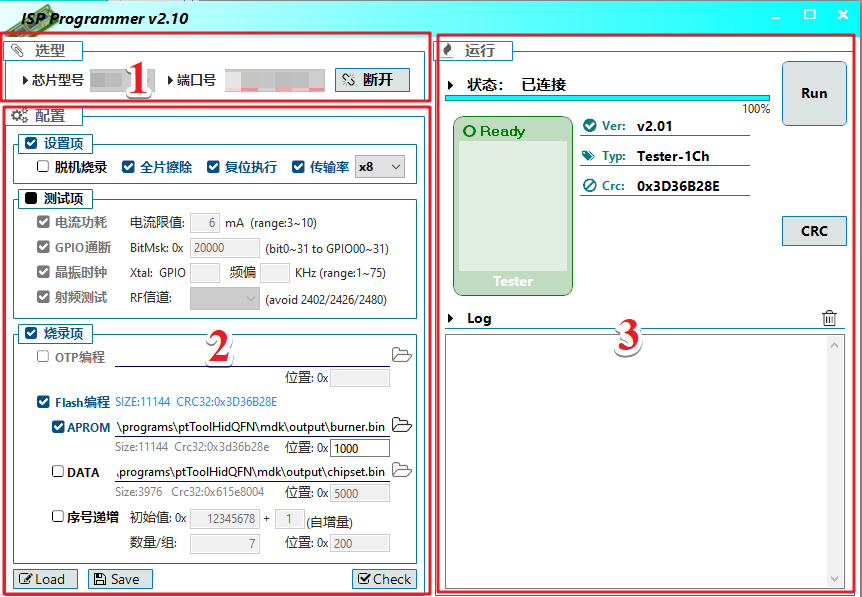 ISP Programmer v2.10
选型
芯片型号 端口号 断开
1
配置
设置项
脱机烧录 全片擦除 复位执行 传输率 x8
测试项
电流功耗 电流限值: 6 mA (range:3~10)
GPIO通断 BitMsk: 0x 20000 (bit0~31 to GPIO00~31)
晶振时钟 Xtal: GPIO 频偏 KHz (range:1~75)
射频测试 RF信道: (avoid 2402/2426/2480)
烧录项
2
OTP编程
位置: 0x
Flash编程 SIZE:11144 CRC32:0x3D36B28E
APROM \programs\ptToolHidQFN\mdk\output\burner.bin
Size:11144 Crc32:0x3d36b28e 位置: 0x 1000
DATA \programs\ptToolHidQFN\mdk\output\chipset.bin
Size:3976 Crc32:0x615e8004 位置: 0x 5000
序号递增 初始值: 0x 12345678 + 1 (自增量)
数量/组: 7 位置: 0x 200
Load Save Check
运行
状态: 已连接
100%
Run
Ready
Tester
Ver: v2.01
Typ: Tester-1Ch
Crc: 0x3D36B28E
CRC
Log
3